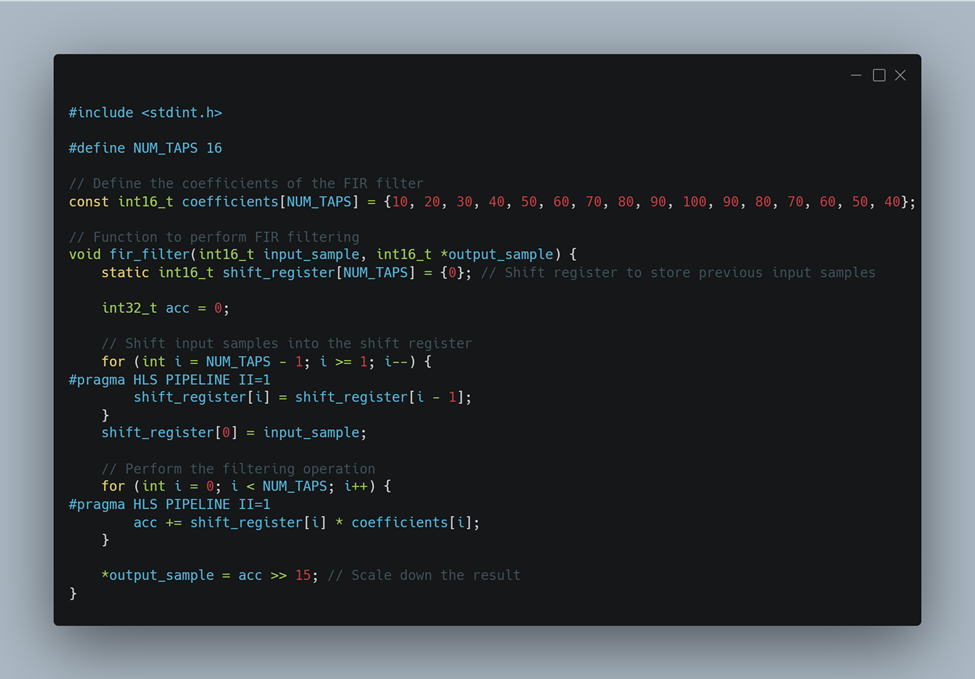 #include <stdint.h>
#define NUM_TAPS 16
// Define the coefficients of the FIR filter
const int16_t coefficients[NUM_TAPS] = {10, 20, 30, 40, 50, 60, 70, 80, 90, 100, 90, 80, 70, 60, 50, 40};
// Function to perform FIR filtering
void fir_filter(int16_t input_sample, int16_t *output_sample) {
    static int16_t shift_register[NUM_TAPS] = {0}; // Shift register to store previous input samples
    int32_t acc = 0;
    // Shift input samples into the shift register
    for (int i = NUM_TAPS - 1; i >= 1; i--) {
#pragma HLS PIPELINE II=1
        shift_register[i] = shift_register[i - 1];
    }
    shift_register[0] = input_sample;
    // Perform the filtering operation
    for (int i = 0; i < NUM_TAPS; i++) {
#pragma HLS PIPELINE II=1
        acc += shift_register[i] * coefficients[i];
    }
    *output_sample = acc >> 15; // Scale down the result
}